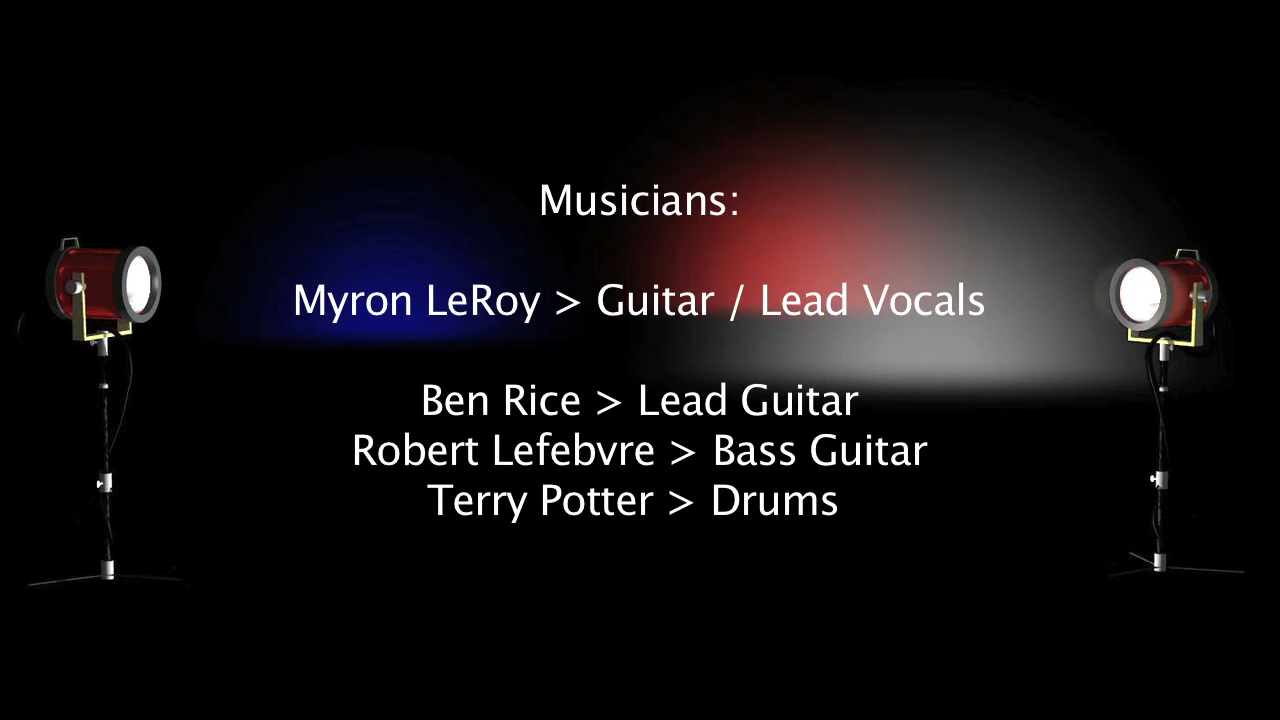 Musicians:
Myron LeRoy > Guitar / Lead Vocals
Ben Rice > Lead Guitar
Robert Lefebvre > Bass Guitar
Terry Potter > Drums